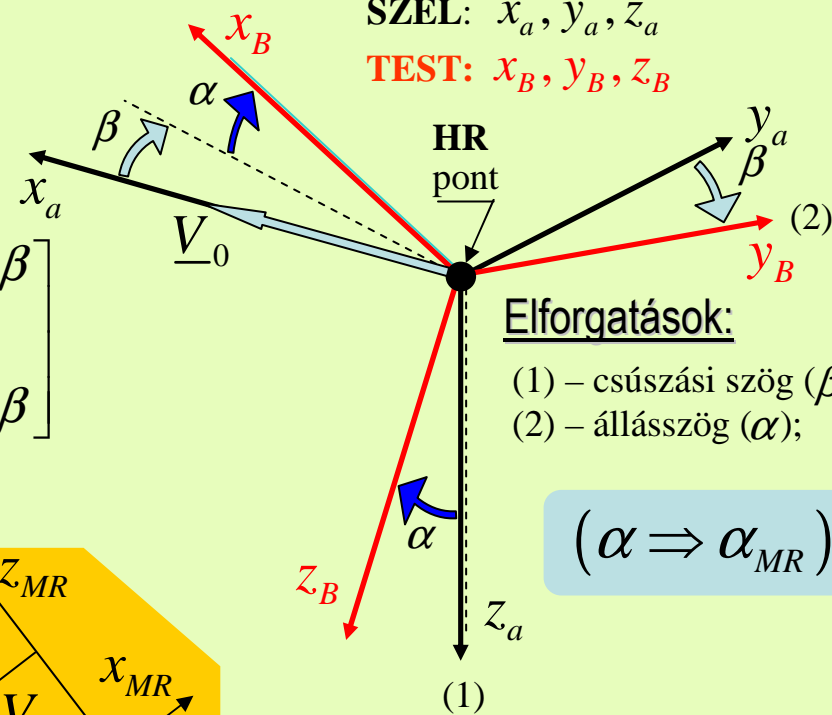 SZÉL: x_a, y_a, z_a
TEST: x_B, y_B, z_B
x_B
α
β
HR
pont
y_a
β
(2)
y_B
x_a
V_0
β
β
Elforgatások:
(1) – csúszási szög (β
(2) – állásszög (α);
(α ⇒ α_MR)
α
z_B
z_a
(1)
z_MR
x_MR
V